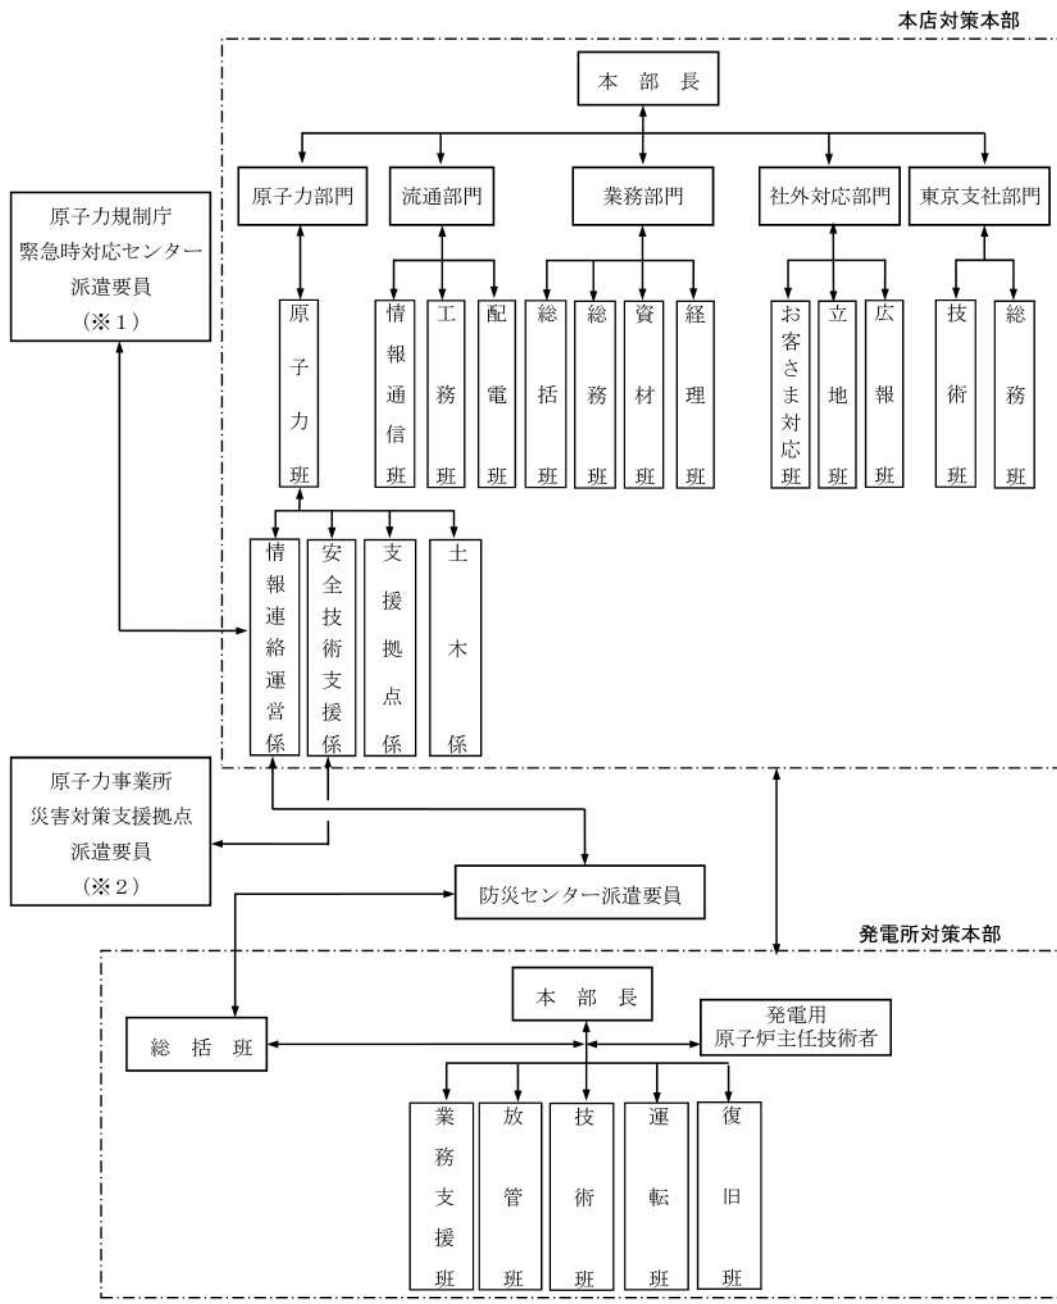 本店対策本部
本部長
原子力部門
流通部門
業務部門
社外対応部門
東京支社部門
原子力規制庁
緊急時対応センター
派遣要員
(※1)
原子力班
情報通信班
工務班
配電班
総括班
総務班
資材班
経理班
お客さま対応班
立地班
広報班
技術班
総務班
情報連絡運営係
安全技術支援係
支援拠点係
土木係
原子力事業所
災害対策支援拠点
派遣要員
(※2)
防災センター派遣要員
発電所対策本部
本部長
発電用
原子炉主任技術者
総括班
業務支援班
放管班
技術班
運転班
復旧班